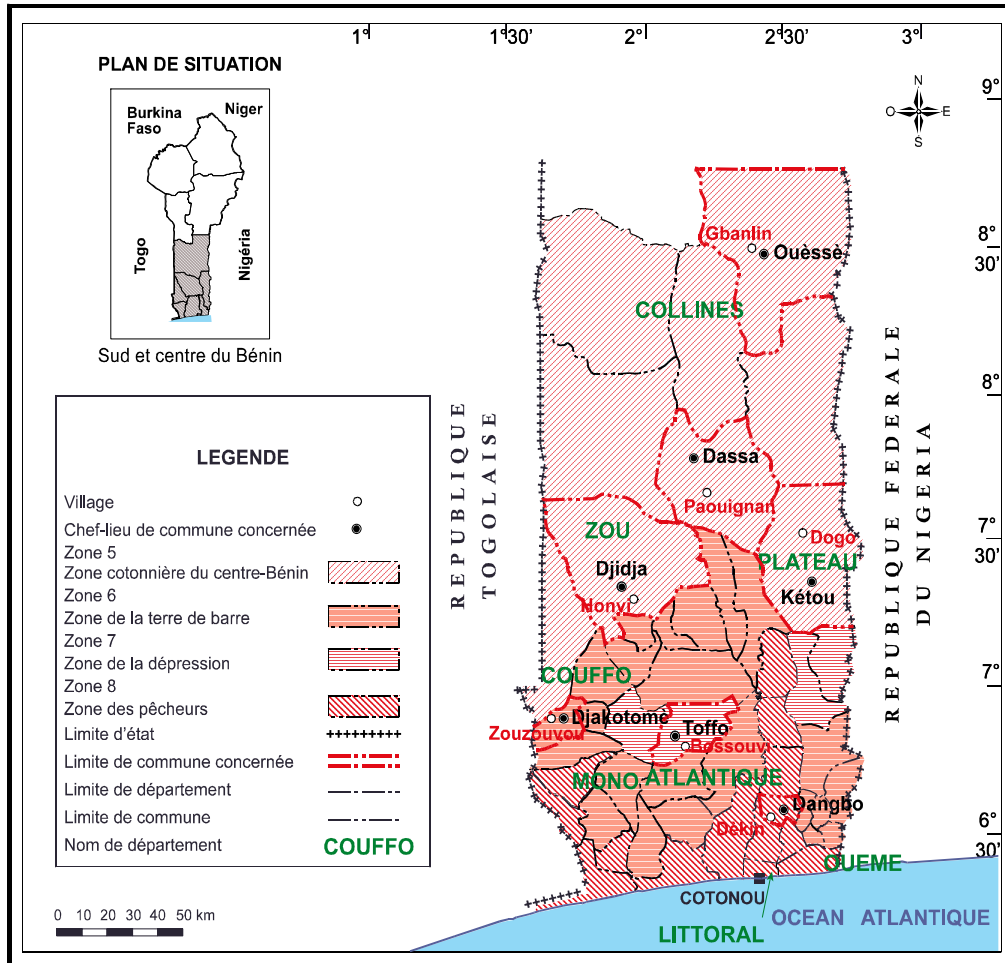 1°
1°30'
2°
2°30'
3°
PLAN DE SITUATION
Burkina
Faso
Niger
Togo
Nigéria
Sud et centre du Bénin
N
O
E
S
9°
8°
30'
8°
7°
30'
7°
6°
30'
LEGENDE
Village
Chef-lieu de commune concernée
Zone 5
Zone cotonnière du centre-Bénin
Zone 6
Zone de la terre de barre
Zone 7
Zone de la dépression
Zone 8
Zone des pêcheurs
Limite d'état
Limite de commune concernée
Limite de département
Limite de commune
Nom de département
COUFFO
0 10 20 30 40 50 km
REPUBLIQUE
TOGOLAISE
REPUBLIQUE FEDERALE
DU NIGERIA
Gbanlin
Ouèssè
COLLINES
Dassa
Paouignan
ZOU
Dogo
PLATEAU
Djidja
Kétou
Honvi
COUFFO
Djakotomè
Zouzouvou
Toffo
Bossouvi
MONO
ATLANTIQUE
Dangbo
Dékin
OUEME
COTONOU
OCEAN ATLANTIQUE
LITTORAL